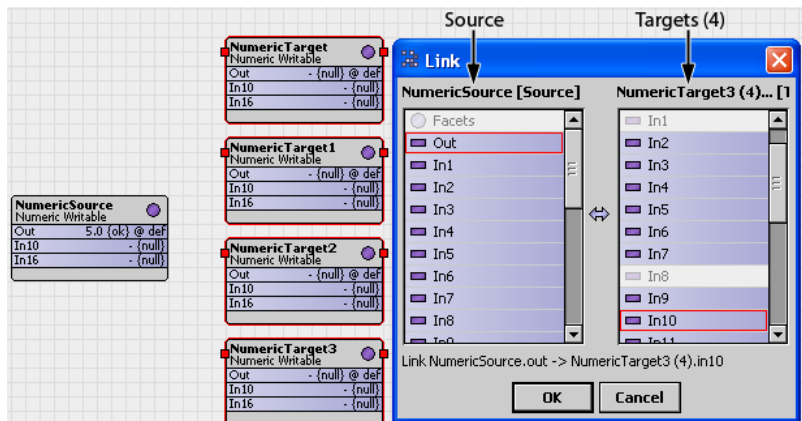 Source
Targets (4)
NumericTarget
Numeric Writable
Out - {null} @ def
In10 - {null}
In16 - {null}
NumericTarget1
Numeric Writable
Out - {null} @ def
In10 - {null}
In16 - {null}
NumericSource
Numeric Writable
Out 5.0 {ok} @ def
In10 - {null}
In16 - {null}
NumericTarget2
Numeric Writable
Out - {null} @ def
In10 - {null}
In16 - {null}
NumericTarget3
Numeric Writable
Out - {null} @ def
In10 - {null}
In16 - {null}
Link
NumericSource [Source]
Facets
Out
In1
In2
In3
In4
In5
In6
In7
In8
In9
NumericTarget3 (4)... [T
In1
In2
In3
In4
In5
In6
In7
In8
In9
In10
In11
Link NumericSource.out -> NumericTarget3 (4).in10
OK
Cancel